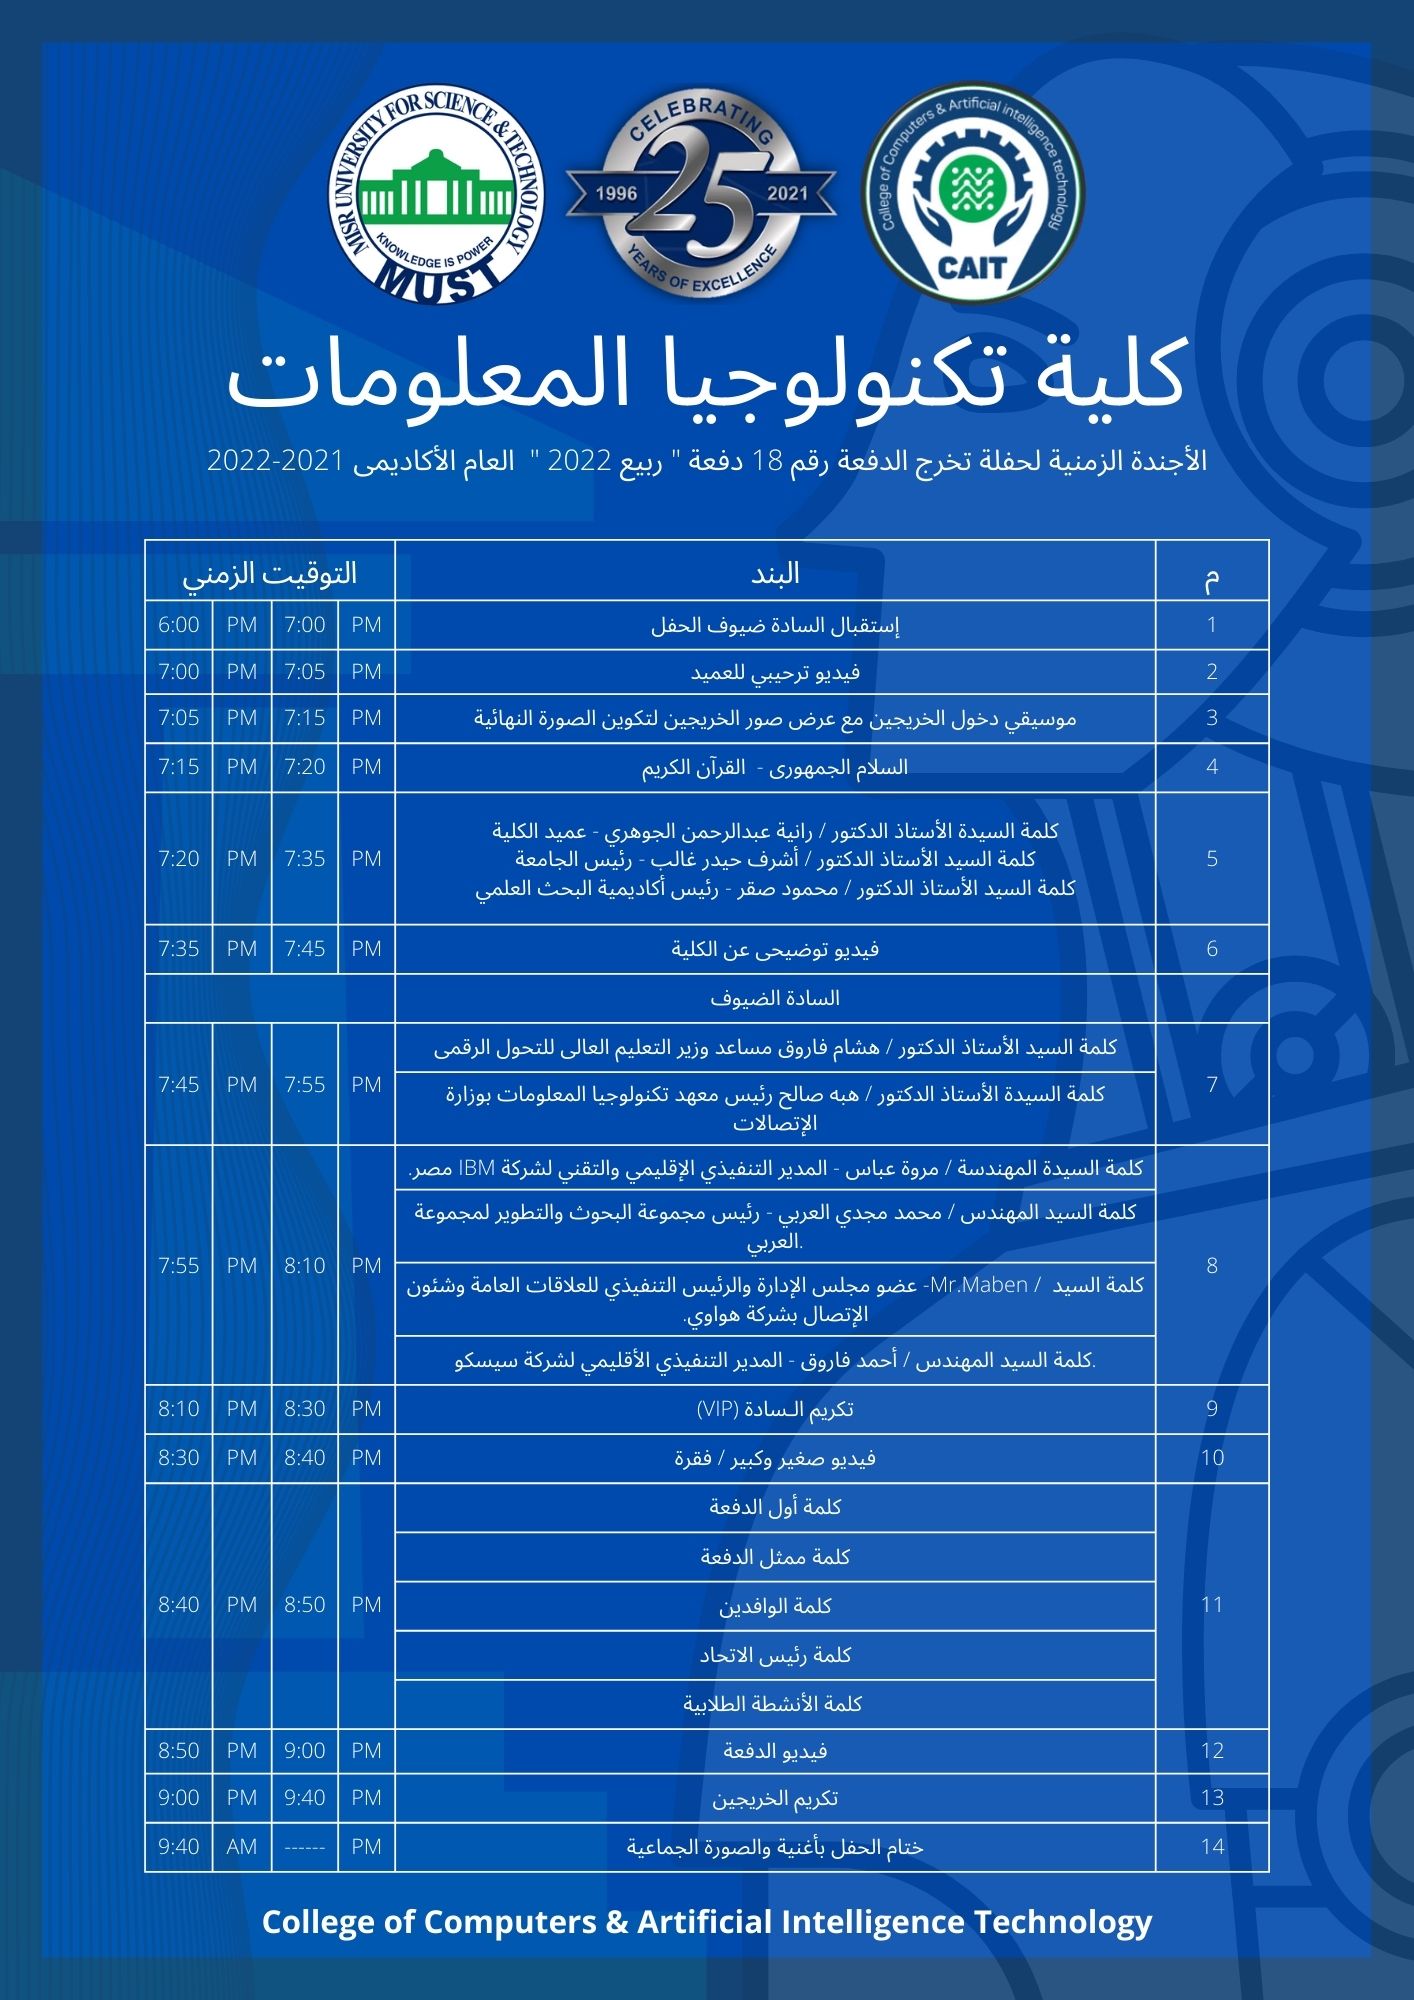 MISR UNIVERSITY FOR SCIENCE & TECHNOLOGY
KNOWLEDGE IS POWER
MUST
CELEBRATING
1996 25 2021
YEARS OF EXCELLENCE
College of Computers & Artificial intelligence technology
CAIT
كلية تكنولوجيا المعلومات
الأجندة الزمنية لحفلة تخرج الدفعة رقم 18 دفعة " ربيع 2022 " العام الأكاديمى 2021-2022
م البند التوقيت الزمني
1 إستقبال السادة ضيوف الحفل 6:00 PM 7:00 PM
2 فيديو ترحيبي للعميد 7:00 PM 7:05 PM
3 موسيقي دخول الخريجين مع عرض صور الخريجين لتكوين الصورة النهائية 7:05 PM 7:15 PM
4 السلام الجمهورى - القرآن الكريم 7:15 PM 7:20 PM
كلمة السيدة الأستاذ الدكتور / رانية عبدالرحمن الجوهري - عميد الكلية
5 كلمة السيد الأستاذ الدكتور / أشرف حيدر غالب - رئيس الجامعة 7:20 PM 7:35 PM
كلمة السيد الأستاذ الدكتور / محمود صقر - رئيس أكاديمية البحث العلمي
6 فيديو توضيحى عن الكلية 7:35 PM 7:45 PM
السادة الضيوف
كلمة السيد الأستاذ الدكتور / هشام فاروق مساعد وزير التعليم العالى للتحول الرقمى
7 7:45 PM 7:55 PM
كلمة السيدة الأستاذ الدكتور / هبه صالح رئيس معهد تكنولوجيا المعلومات بوزارة
الإتصالات
كلمة السيدة المهندسة / مروة عباس - المدير التنفيذي الإقليمي والتقني لشركة IBM مصر.
كلمة السيد المهندس / محمد مجدي العربي - رئيس مجموعة البحوث والتطوير لمجموعة
العربي.
8 7:55 PM 8:10 PM
كلمة السيد / Mr.Maben- عضو مجلس الإدارة والرئيس التنفيذي للعلاقات العامة وشئون
الإتصال بشركة هواوي.
كلمة السيد المهندس / أحمد فاروق - المدير التنفيذي الأقليمي لشركة سيسكو.
9 تكريم السادة (VIP) 8:10 PM 8:30 PM
10 فيديو صغير وكبير / فقرة 8:30 PM 8:40 PM
كلمة أول الدفعة
كلمة ممثل الدفعة
11 كلمة الوافدين 8:40 PM 8:50 PM
كلمة رئيس الاتحاد
كلمة الأنشطة الطلابية
12 فيديو الدفعة 8:50 PM 9:00 PM
13 تكريم الخريجين 9:00 PM 9:40 PM
14 ختام الحفل بأغنية والصورة الجماعية 9:40 AM ------ PM
College of Computers & Artificial Intelligence Technology